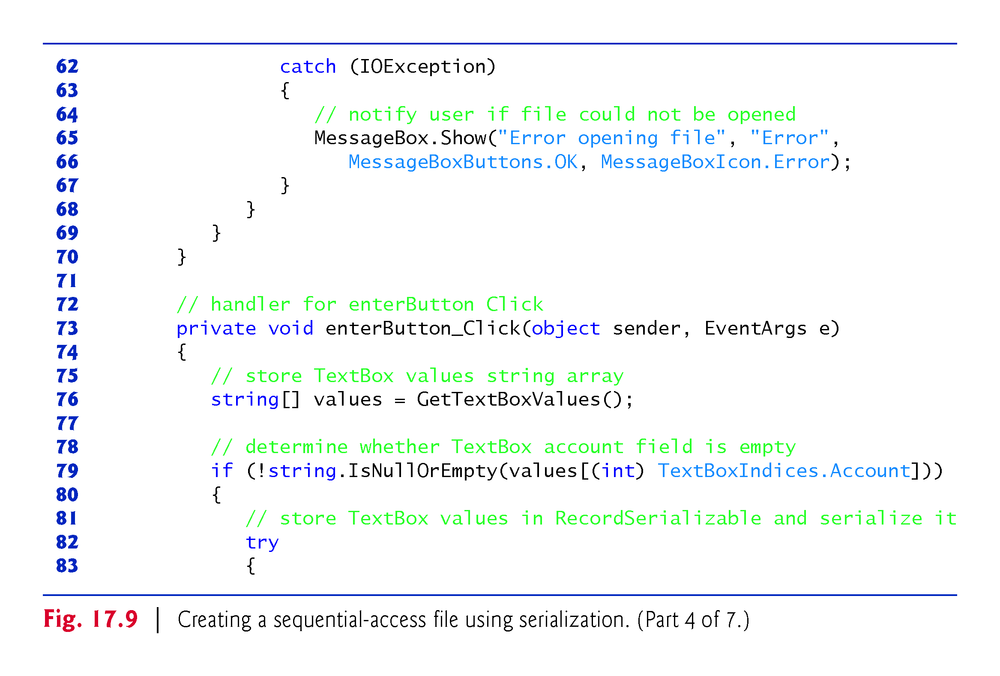 62 catch (IOException)
63 {
64 // notify user if file could not be opened
65 MessageBox.Show("Error opening file", "Error",
66 MessageBoxButtons.OK, MessageBoxIcon.Error);
67 }
68 }
69 }
70 }
71
72 // handler for enterButton Click
73 private void enterButton_Click(object sender, EventArgs e)
74 {
75 // store TextBox values string array
76 string[] values = GetTextBoxValues();
77
78 // determine whether TextBox account field is empty
79 if (!string.IsNullOrEmpty(values[(int) TextBoxIndices.Account]))
80 {
81 // store TextBox values in RecordSerializable and serialize it
82 try
83 {
Fig. 17.9 | Creating a sequential-access file using serialization. (Part 4 of 7.)